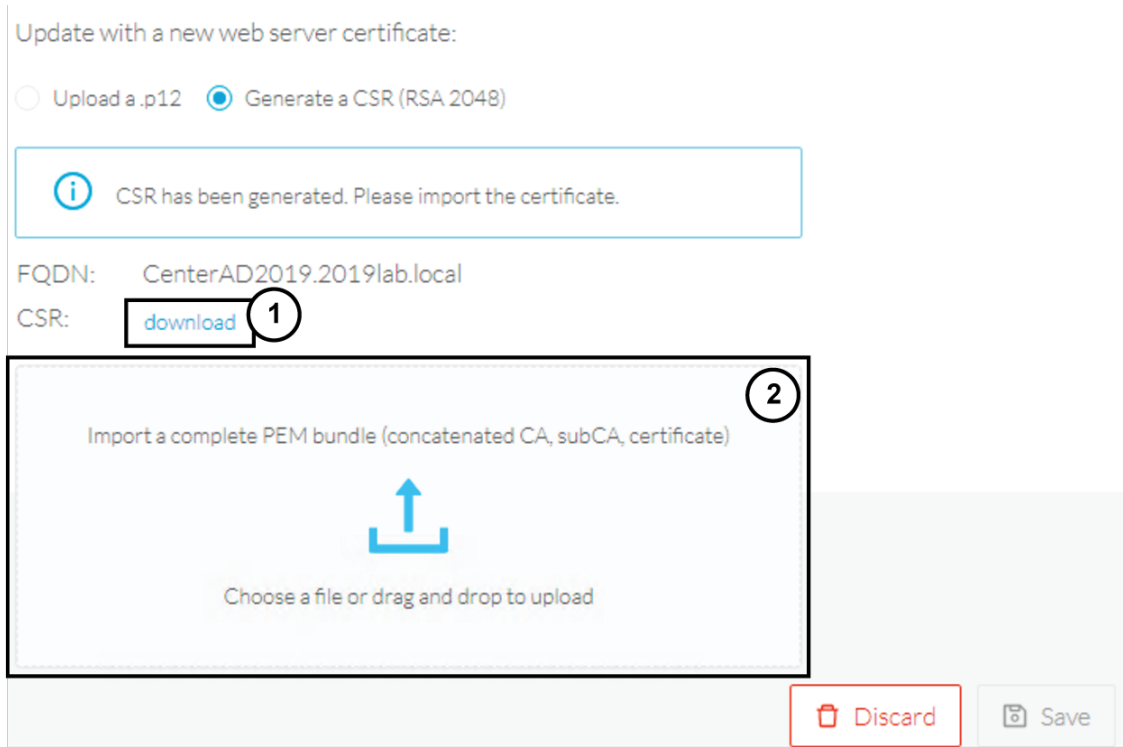 Update with a new web server certificate:
Upload a .p12 Generate a CSR (RSA 2048)
CSR has been generated. Please import the certificate.
FQDN: CenterAD2019.2019lab.local
CSR: download 1
2
Import a complete PEM bundle (concatenated CA, subCA, certificate)
Choose a file or drag and drop to upload
Discard Save